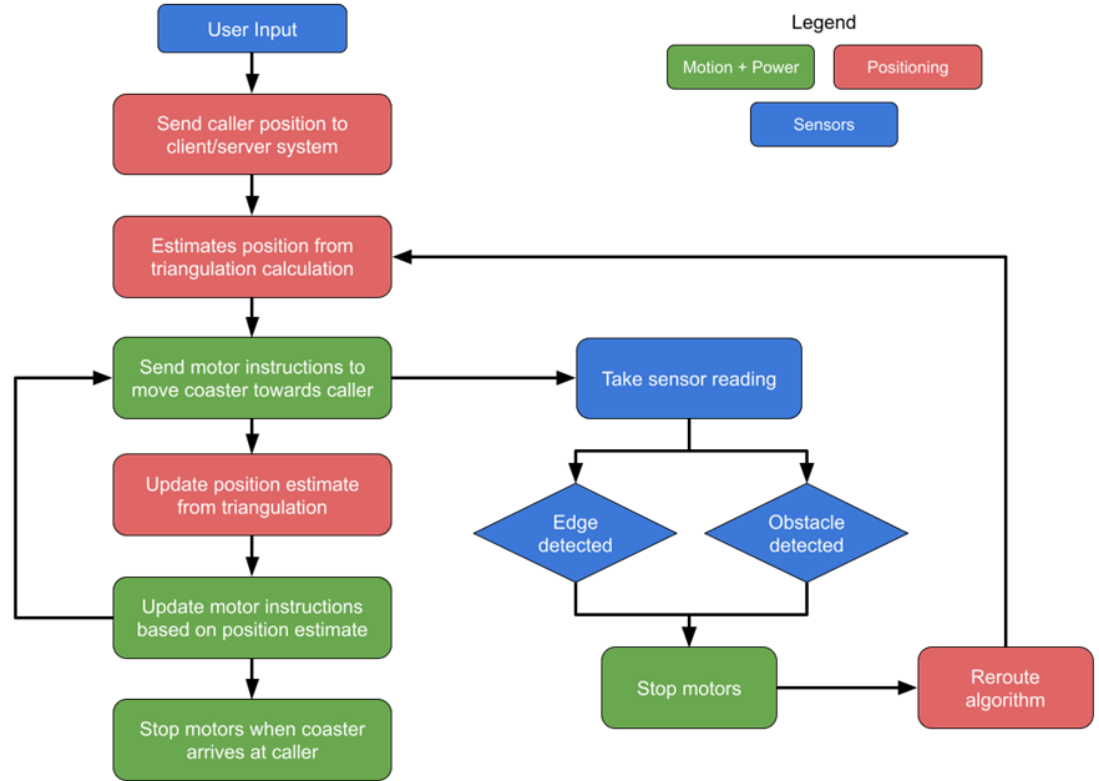 User Input
Legend
Motion + Power
Positioning
Sensors
Send caller position to
client/server system
Estimates position from
triangulation calculation
Send motor instructions to
move coaster towards caller
Take sensor reading
Update position estimate
from triangulation
Edge
detected
Obstacle
detected
Update motor instructions
based on position estimate
Stop motors
Reroute
algorithm
Stop motors when coaster
arrives at caller